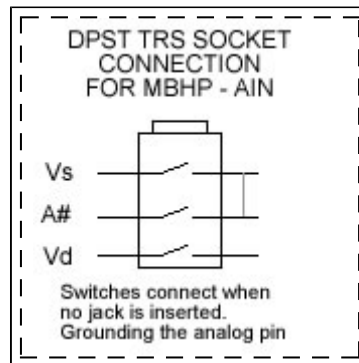 DPST TRS SOCKET
CONNECTION
FOR MBHP - AIN
Vs
A#
Vd
Switches connect when
no jack is inserted.
Grounding the analog pin